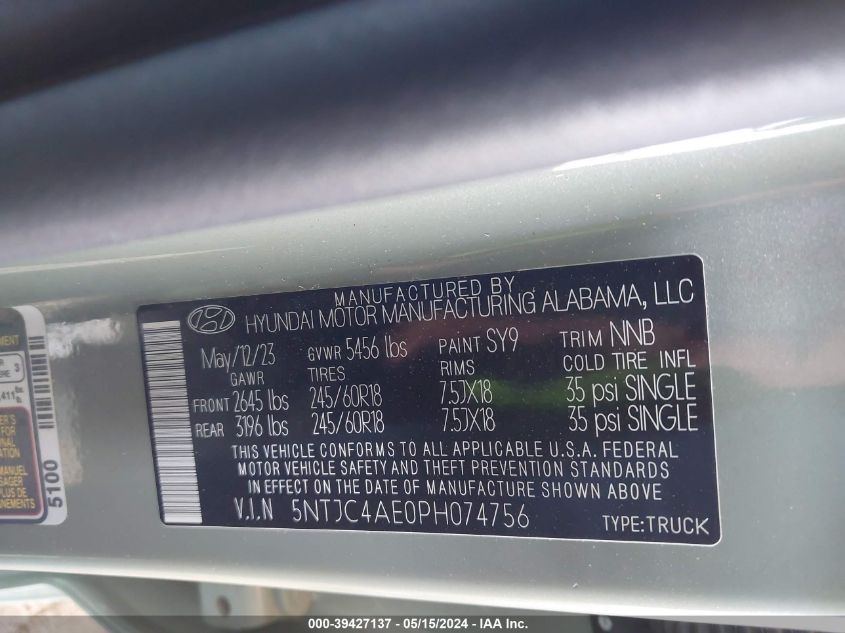 MANUFACTURED BY
HYUNDAI MOTOR MANUFACTURING ALABAMA, LLC
May/12/23 GVWR 5456 lbs PAINT SY9 TRIM NNB
GAWR TIRES RIMS COLD TIRE INFL
FRONT 2645 lbs 245/60R18 7.5JX18 35 psi SINGLE
REAR 3196 lbs 245/60R18 7.5JX18 35 psi SINGLE
THIS VEHICLE CONFORMS TO ALL APPLICABLE U.S.A. FEDERAL
MOTOR VEHICLE SAFETY AND THEFT PREVENTION STANDARDS
IN EFFECT ON THE DATE OF MANUFACTURE SHOWN ABOVE
V.I.N 5NTJC4AE0PH074756 TYPE:TRUCK
3
5100
MANUEL
000-39427137 - 05/15/2024 - IAA Inc.